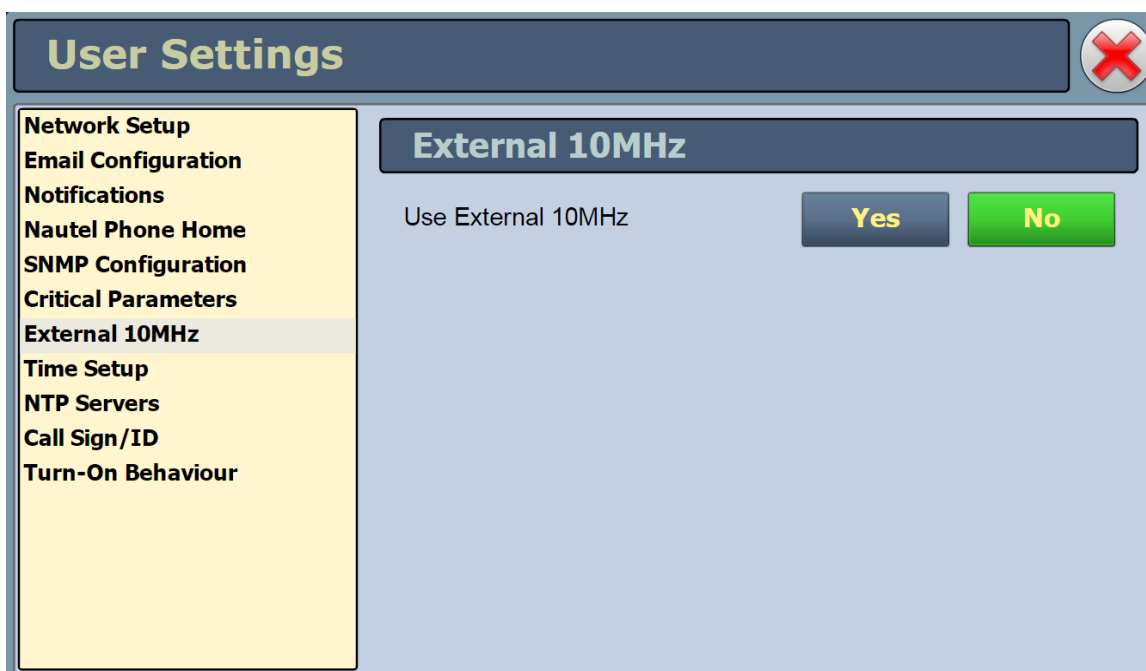 User Settings
Network Setup
Email Configuration
Notifications
Nautel Phone Home
SNMP Configuration
Critical Parameters
External 10MHz
Time Setup
NTP Servers
Call Sign/ID
Turn-On Behaviour
External 10MHz
Use External 10MHz Yes No